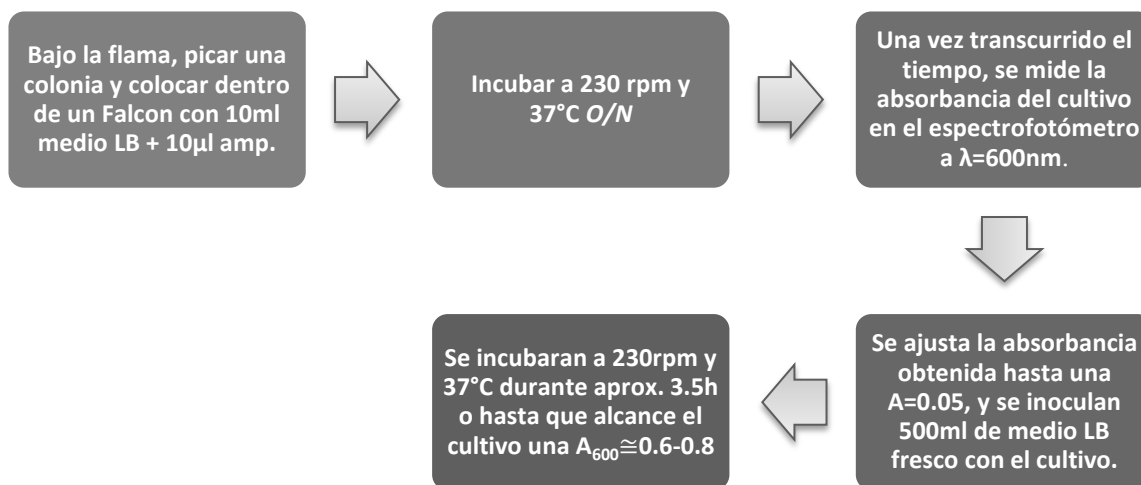 Bajo la flama, picar una
colonia y colocar dentro
de un Falcon con 10ml
medio LB + 10µl amp.
Incubar a 230 rpm y
37°C O/N
Una vez transcurrido el
tiempo, se mide la
absorbancia del cultivo
en el espectrofotómetro
a λ=600nm.
Se ajusta la absorbancia
obtenida hasta una
A=0.05, y se inoculan
500ml de medio LB
fresco con el cultivo.
Se incubaran a 230rpm y
37°C durante aprox. 3.5h
o hasta que alcance el
cultivo una A₆₀₀≅0.6-0.8